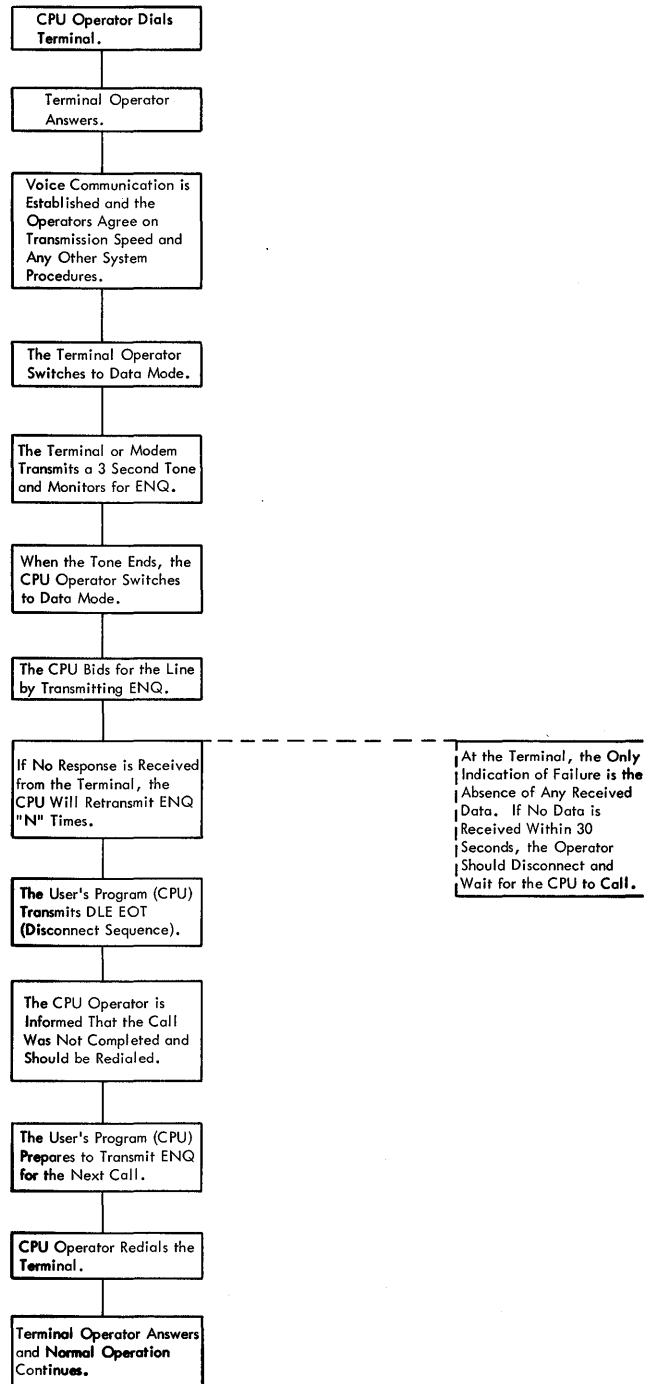 CPU Operator Dials
Terminal.
Terminal Operator
Answers.
Voice Communication is
Established and the
Operators Agree on
Transmission Speed and
Any Other System
Procedures.
The Terminal Operator
Switches to Data Mode.
The Terminal or Modem
Transmits a 3 Second Tone
and Monitors for ENQ.
When the Tone Ends, the
CPU Operator Switches
to Data Mode.
The CPU Bids for the Line
by Transmitting ENQ.
If No Response is Received
from the Terminal, the
CPU Will Retransmit ENQ
"N" Times.
At the Terminal, the Only
Indication of Failure is the
Absence of Any Received
Data. If No Data is
Received Within 30
Seconds, the Operator
Should Disconnect and
Wait for the CPU to Call.
The User's Program (CPU)
Transmits DLE EOT
(Disconnect Sequence).
The CPU Operator is
Informed That the Call
Was Not Completed and
Should be Redialed.
The User's Program (CPU)
Prepares to Transmit ENQ
for the Next Call.
CPU Operator Redials the
Terminal.
Terminal Operator Answers
and Normal Operation
Continues.